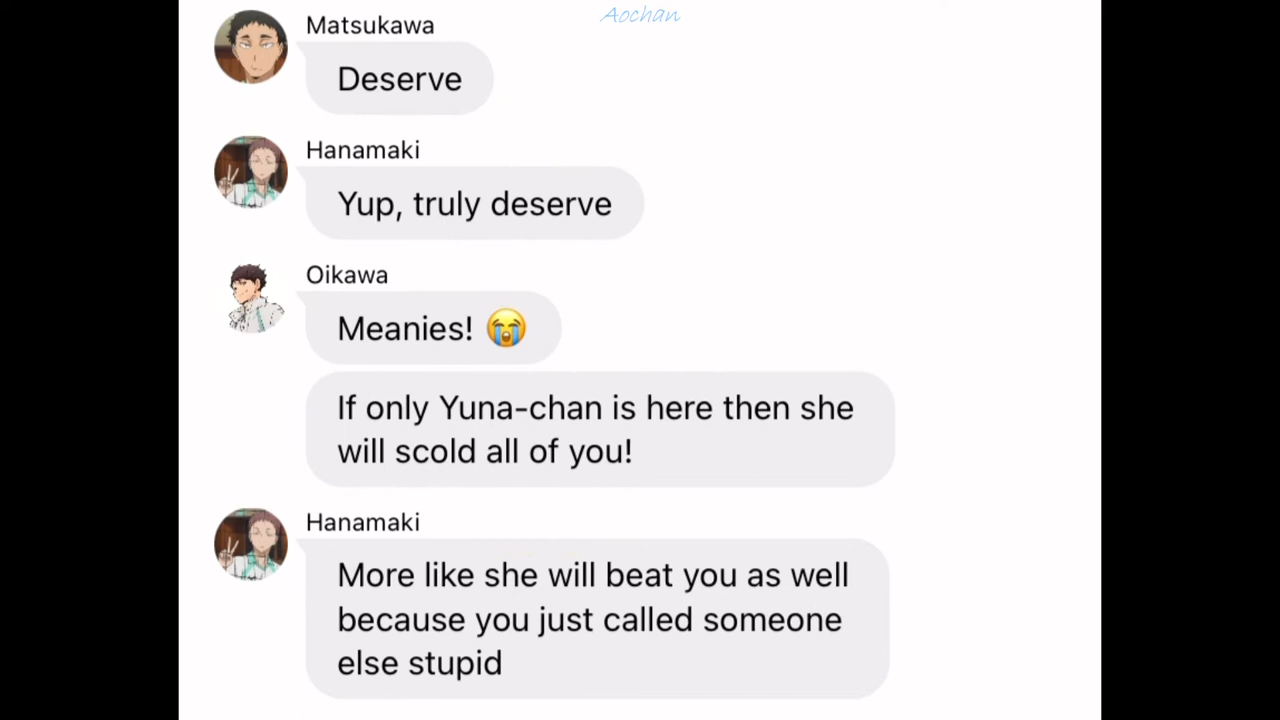 Aochan
Matsukawa
Deserve
Hanamaki
Yup, truly deserve
Oikawa
Meanies! 😭
If only Yuna-chan is here then she
will scold all of you!
Hanamaki
More like she will beat you as well
because you just called someone
else stupid